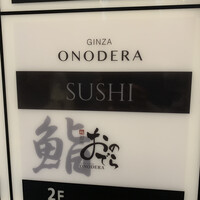 GINZA
ONODERA
SUSHI
鮨
おのでら
ONODERA
2F